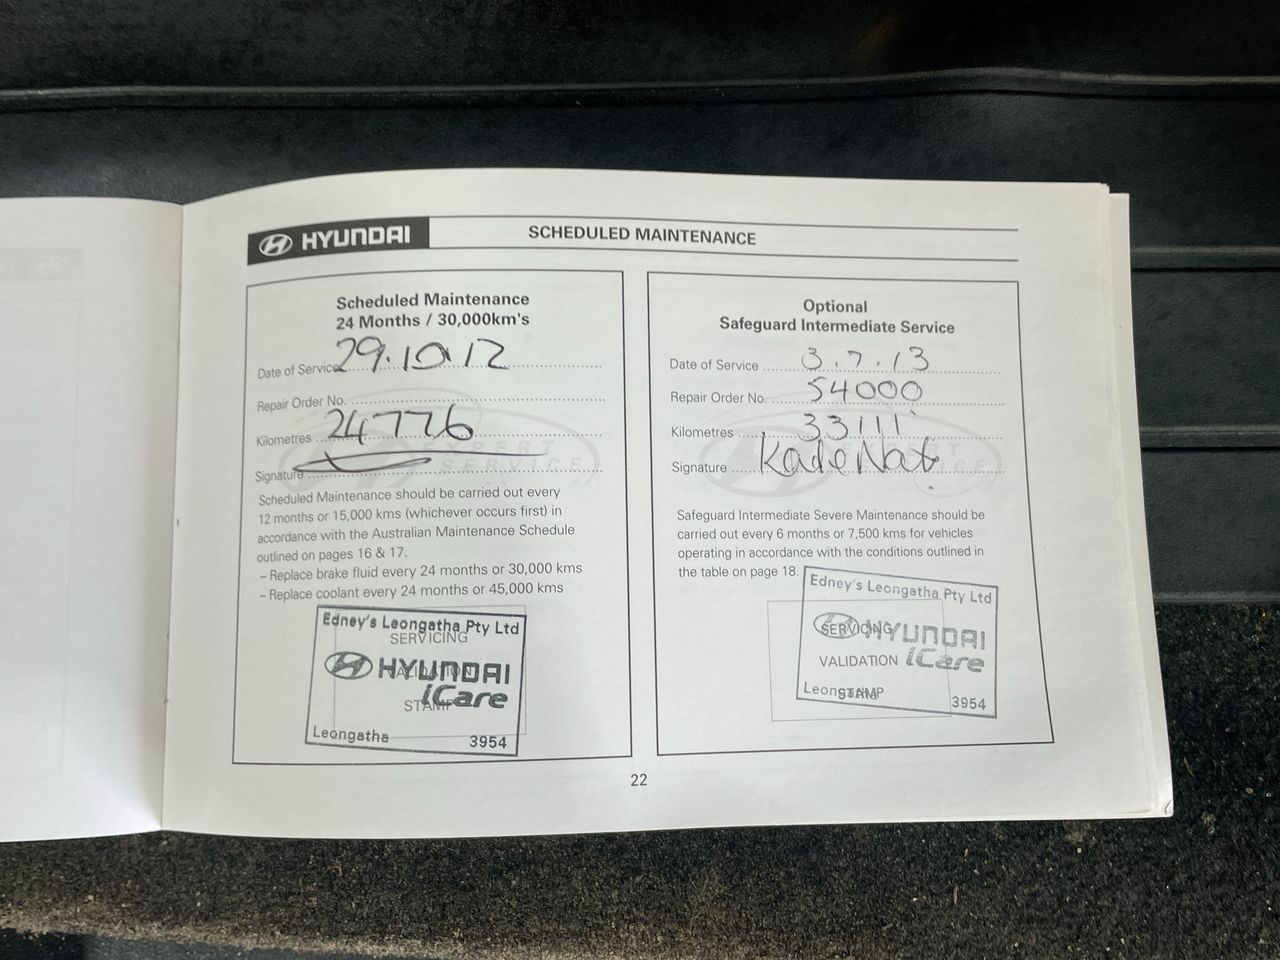 HYUNDAI
SCHEDULED MAINTENANCE
Scheduled Maintenance
24 Months / 30,000km's
Date of Service 29.10.12
Repair Order No.
Kilometres 24776
Signature
Scheduled Maintenance should be carried out every
12 months or 15,000 kms (whichever occurs first) in
accordance with the Australian Maintenance Schedule
outlined on pages 16 & 17.
– Replace brake fluid every 24 months or 30,000 kms
– Replace coolant every 24 months or 45,000 kms
EXPERT
SERVICE
Edney's Leongatha Pty Ltd
SERVICING
HYUNDAI
VALIDATION
iCare
STAMP
Leongatha 3954
Optional
Safeguard Intermediate Service
Date of Service 3.7.13
Repair Order No. 54000
Kilometres 33111
Signature
Safeguard Intermediate Severe Maintenance should be
carried out every 6 months or 7,500 kms for vehicles
operating in accordance with the conditions outlined in
the table on page 18.
EXPERT
SERVICE
Edney's Leongatha Pty Ltd
SERVICING
HYUNDAI
VALIDATION iCare
Leongatha STAMP 3954
22